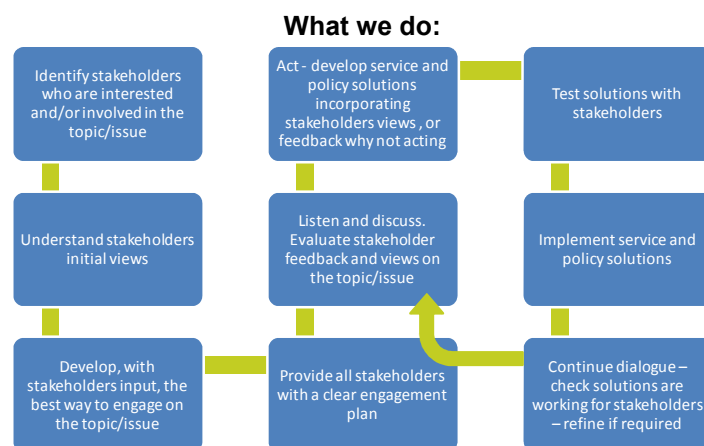 What we do:
Identify stakeholders
who are interested
and/or involved in the
topic/issue
Understand stakeholders
initial views
Develop, with
stakeholders input, the
best way to engage on
the topic/issue
Provide all stakeholders
with a clear engagement
plan
Listen and discuss.
Evaluate stakeholder
feedback and views on
the topic/issue
Act - develop service and
policy solutions
incorporating
stakeholders views , or
feedback why not acting
Test solutions with
stakeholders
Implement service and
policy solutions
Continue dialogue –
check solutions are
working for stakeholders
– refine if required